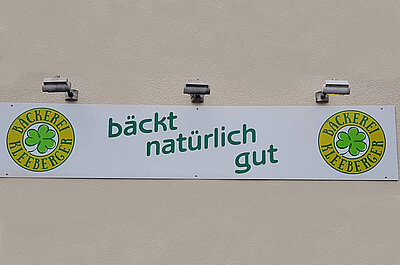 BÄCKEREI
KLEEBERGER
bäckt
natürlich
gut
BÄCKEREI
KLEEBERGER